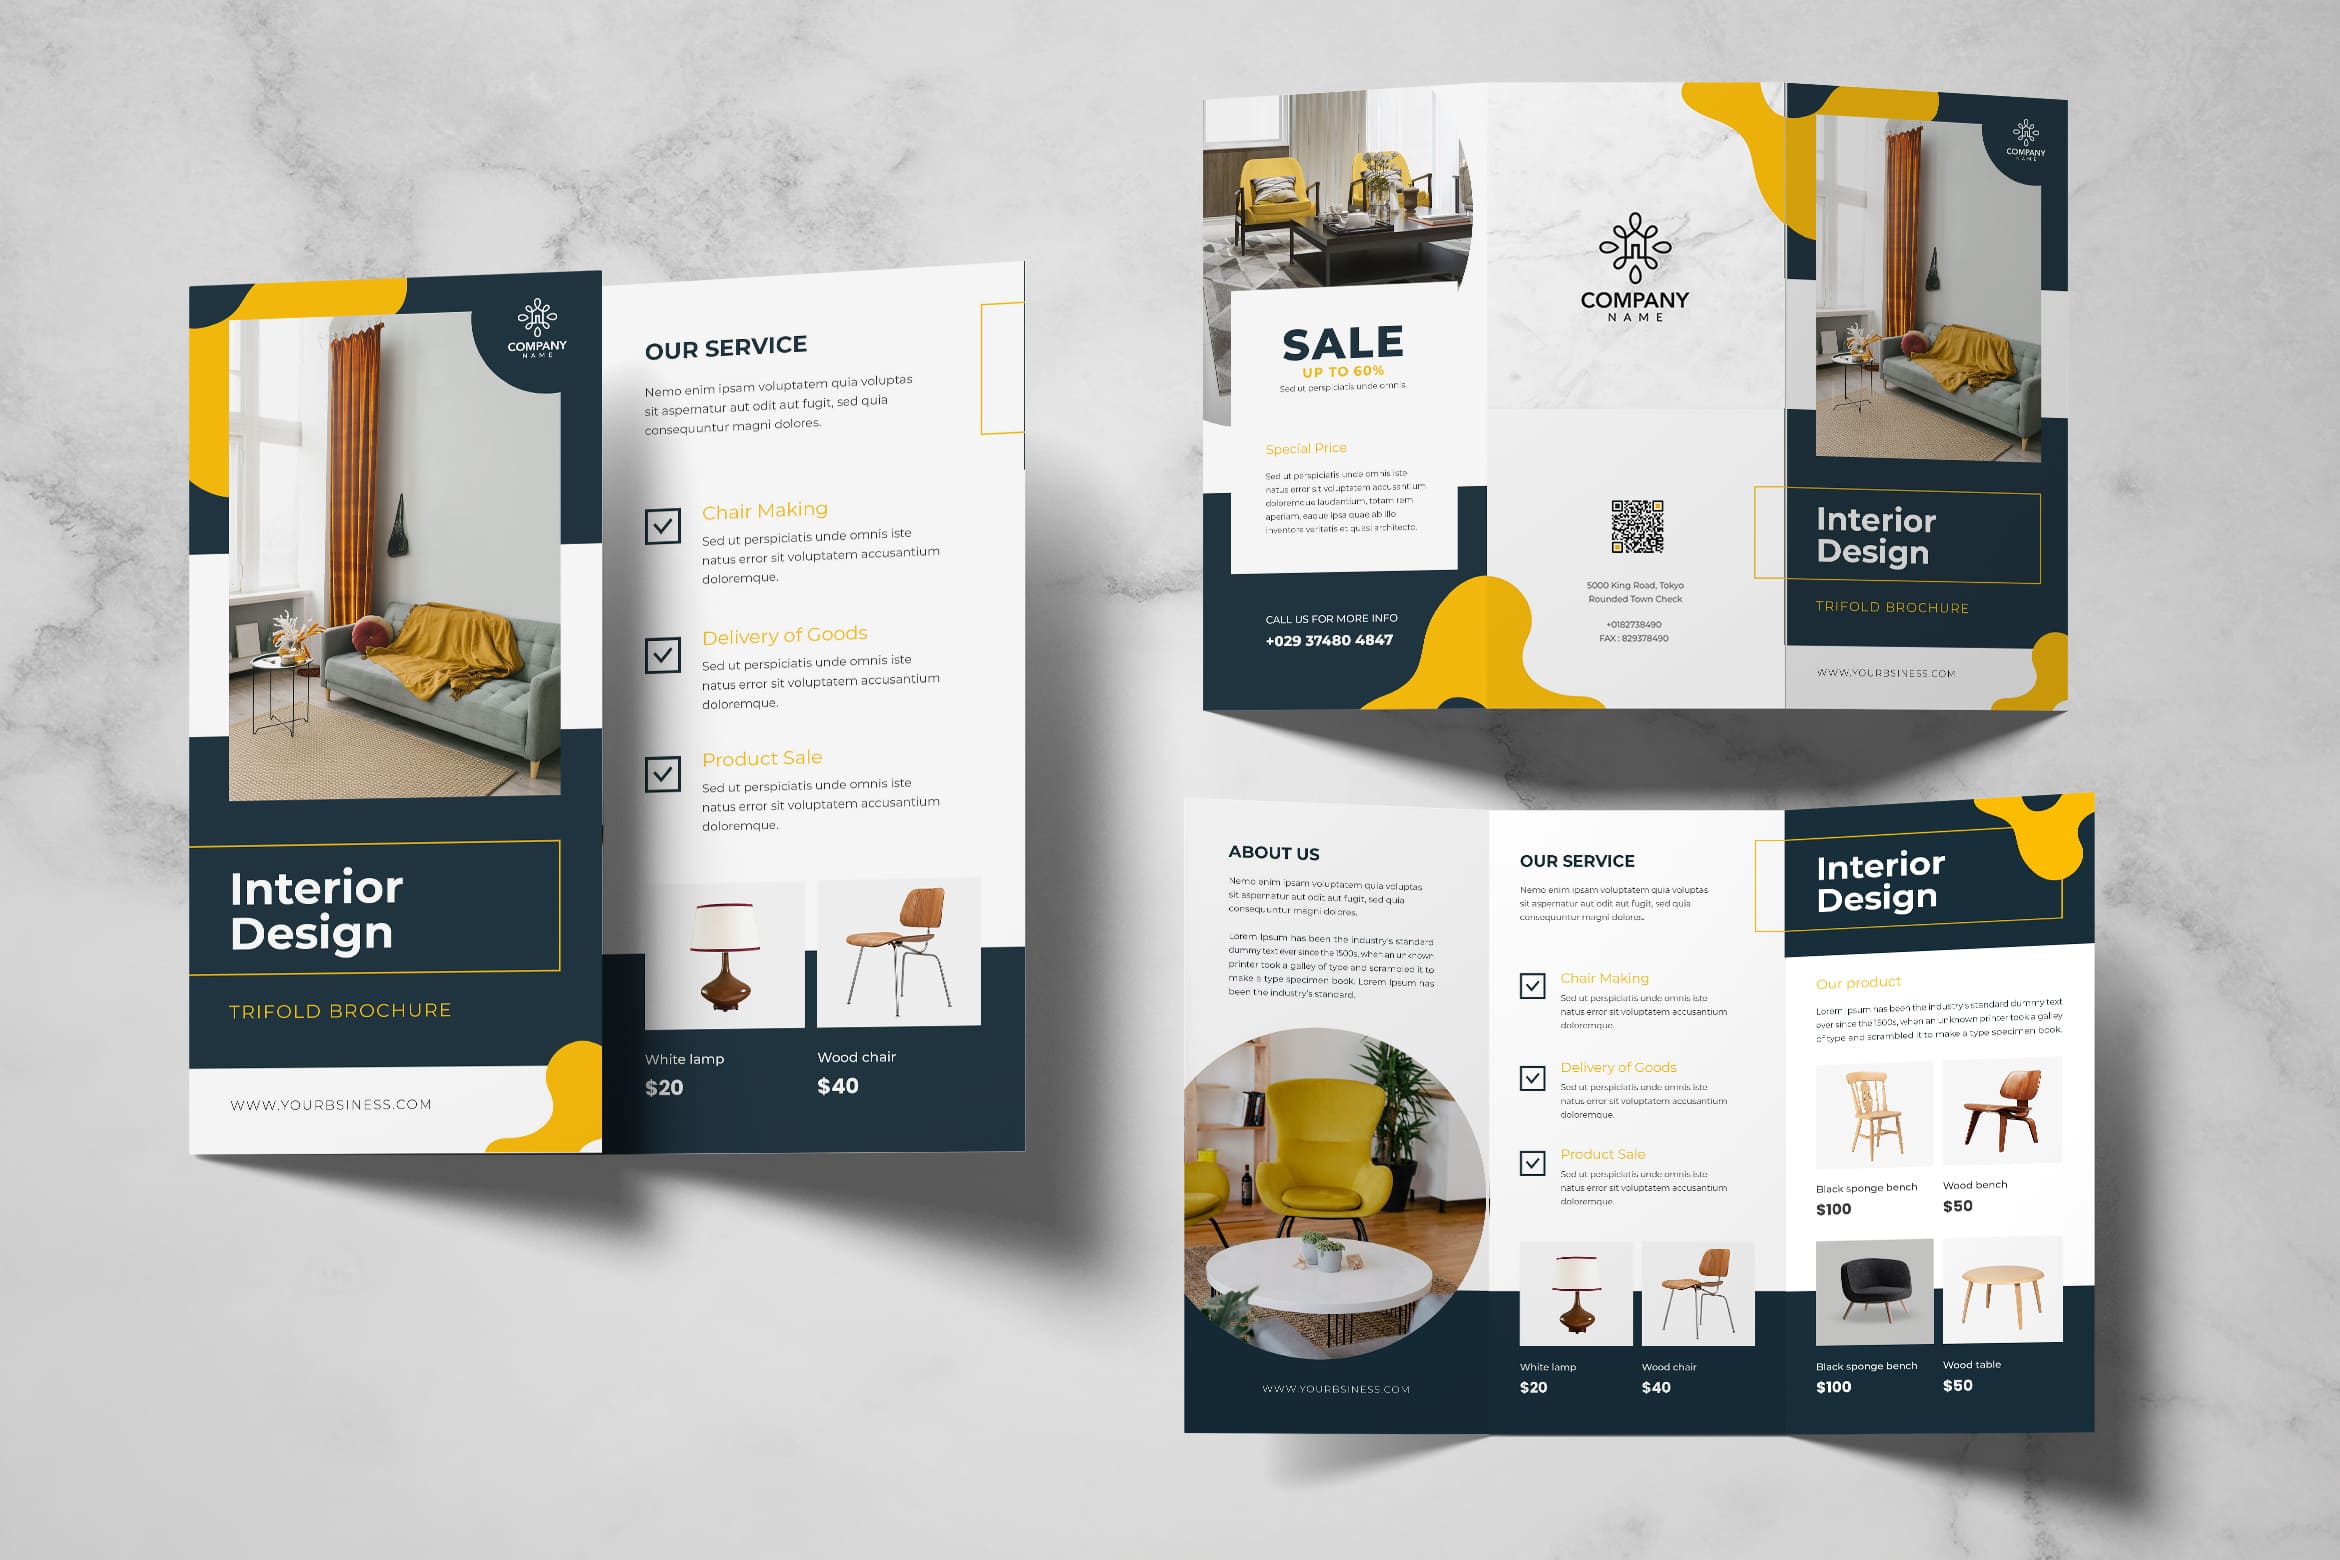 COMPANY
NAME
Interior
Design
TRIFOLD BROCHURE
WWW.YOURBSINESS.COM
OUR SERVICE
Nemo enim ipsam voluptatem quia voluptas
sit aspernatur aut odit aut fugit, sed quia
consequuntur magni dolores.
Chair Making
Sed ut perspiciatis unde omnis iste
natus error sit voluptatem accusantium
doloremque.
Delivery of Goods
Sed ut perspiciatis unde omnis iste
natus error sit voluptatem accusantium
doloremque.
Product Sale
Sed ut perspiciatis unde omnis iste
natus error sit voluptatem accusantium
doloremque.
White lamp
$20
Wood chair
$40
SALE
UP TO 60%
Sed ut perspiciatis unde omnis.
Special Price
Sed ut perspiciatis unde omnis iste
natus error sit voluptatem accusantium
doloremque laudantium, totam rem
aperiam, eaque ipsa quae ab illo
inventore veritatis et quasi architecto.
CALL US FOR MORE INFO
+029 37480 4847
COMPANY
NAME
5000 King Road, Tokyo
Rounded Town Check
+0182738490
FAX : 829378490
COMPANY
NAME
Interior
Design
TRIFOLD BROCHURE
WWW.YOURBSINESS.COM
ABOUT US
Nemo enim ipsam voluptatem quia voluptas
sit aspernatur aut odit aut fugit, sed quia
consequuntur magni dolores.
Lorem Ipsum has been the industry's standard
dummy text ever since the 1500s, when an unknown
printer took a galley of type and scrambled it to
make a type specimen book. Lorem Ipsum has
been the industry's standard.
WWW.YOURBSINESS.COM
OUR SERVICE
Nemo enim ipsam voluptatem quia voluptas
sit aspernatur aut odit aut fugit, sed quia
consequuntur magni dolores.
Chair Making
Sed ut perspiciatis unde omnis iste
natus error sit voluptatem accusantium
doloremque.
Delivery of Goods
Sed ut perspiciatis unde omnis iste
natus error sit voluptatem accusantium
doloremque.
Product Sale
Sed ut perspiciatis unde omnis iste
natus error sit voluptatem accusantium
doloremque.
White lamp
$20
Wood chair
$40
Interior
Design
Our product
Lorem Ipsum has been the industry's standard dummy text
ever since the 1500s, when an unknown printer took a galley
of type and scrambled it to make a type specimen book.
Black sponge bench
$100
Wood bench
$50
Black sponge bench
$100
Wood table
$50